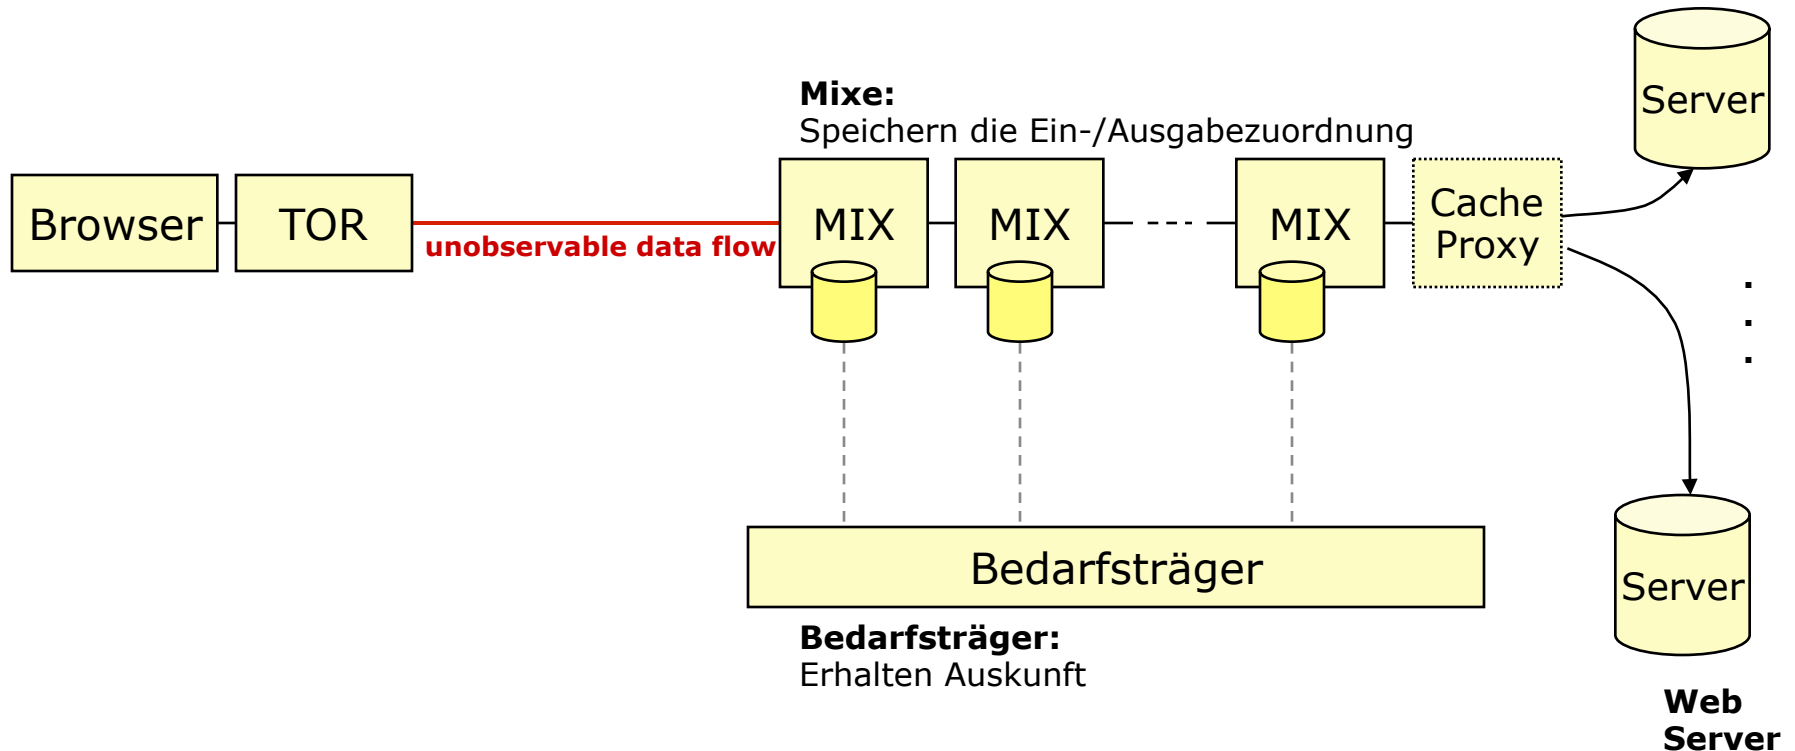 Server
Mixe:
Speichern die Ein-/Ausgabezuordnung
Browser
TOR
unobservable data flow
MIX
MIX
MIX
Cache
Proxy
.
.
.
Bedarfsträger
Server
Bedarfsträger:
Erhalten Auskunft
Web
Server